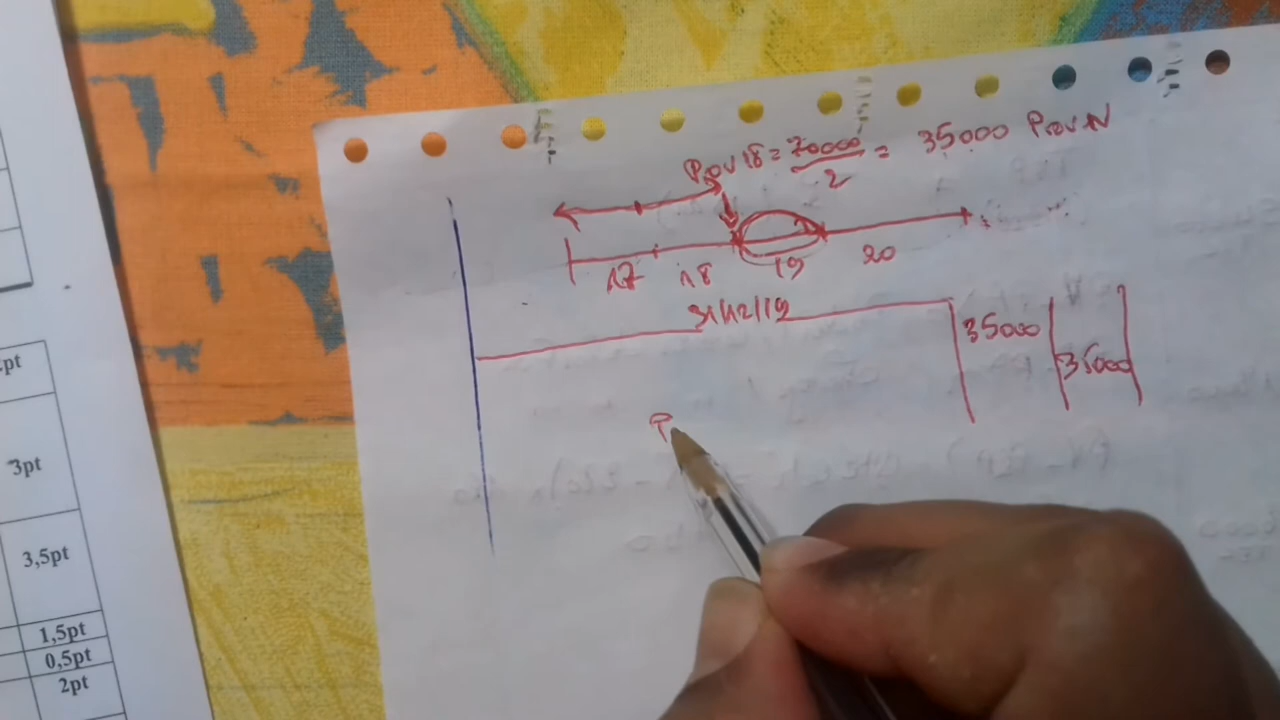 Prov 18 = 70000 / 2 = 35000 Prov N
17 18 19 20
31/12/19
35000
35000
P
pt
3pt
3,5pt
1,5pt
0,5pt
2pt